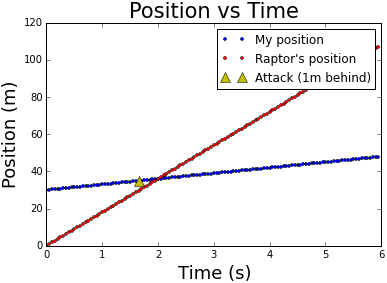 Position vs Time
My position
Raptor's position
Attack (1m behind)
Position (m)
120
100
80
60
40
20
0
0 1 2 3 4 5 6
Time (s)